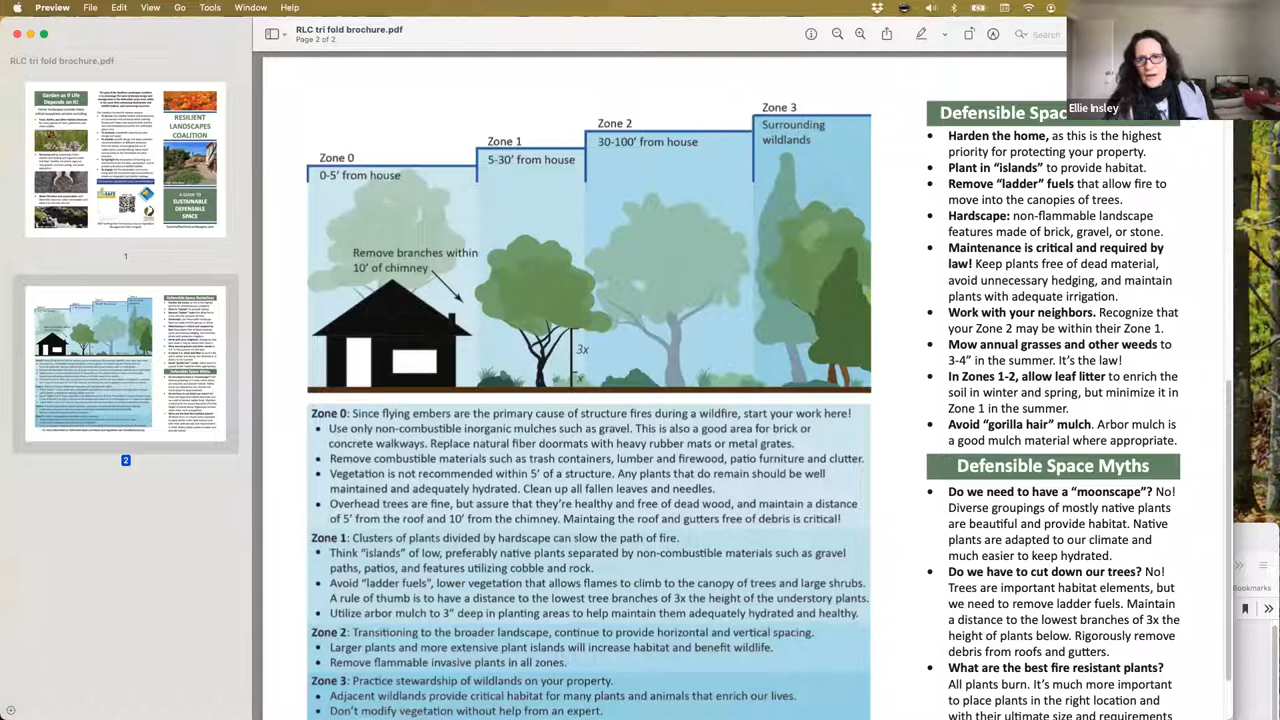 Preview File Edit View Go Tools Window Help
RLC tri fold brochure.pdf
Page 2 of 2
Search
RLC tri fold brochure.pdf
Ellie Insley
Garden as If Life
Depends on It!
RESILIENT
LANDSCAPES
COALITION
A GUIDE TO
SUSTAINABLE
DEFENSIBLE
SPACE
1
2
Zone 0
0-5’ from house
Zone 1
5-30’ from house
Zone 2
30-100’ from house
Zone 3
Surrounding
wildlands
Remove branches within
10’ of chimney
3x
Zone 0: Since flying embers are the primary cause of structure fires during a wildfire, start your work here!
• Use only non-combustible inorganic mulches such as gravel. This is also a good area for brick or
concrete walkways. Replace natural fiber doormats with heavy rubber mats or metal grates.
• Remove combustible materials such as trash containers, lumber and firewood, patio furniture and clutter.
• Vegetation is not recommended within 5’ of a structure. Any plants that do remain should be well
maintained and adequately hydrated. Clean up all fallen leaves and needles.
• Overhead trees are fine, but assure that they’re healthy and free of dead wood, and maintain a distance
of 5’ from the roof and 10’ from the chimney. Maintaing the roof and gutters free of debris is critical!
Zone 1: Clusters of plants divided by hardscape can slow the path of fire.
• Think “islands” of low, preferably native plants separated by non-combustible materials such as gravel
paths, patios, and features utilizing cobble and rock.
• Avoid “ladder fuels”, lower vegetation that allows flames to climb to the canopy of trees and large shrubs.
A rule of thumb is to have a distance to the lowest tree branches of 3x the height of the understory plants.
• Utilize arbor mulch to 3” deep in planting areas to help maintain them adequately hydrated and healthy.
Zone 2: Transitioning to the broader landscape, continue to provide horizontal and vertical spacing.
• Larger plants and more extensive plant islands will increase habitat and benefit wildlife.
• Remove flammable invasive plants in all zones.
Zone 3: Practice stewardship of wildlands on your property.
• Adjacent wildlands provide critical habitat for many plants and animals that enrich our lives.
• Don’t modify vegetation without help from an expert.
Defensible Spac
• Harden the home, as this is the highest
priority for protecting your property.
• Plant in “islands” to provide habitat.
• Remove “ladder” fuels that allow fire to
move into the canopies of trees.
• Hardscape: non-flammable landscape
features made of brick, gravel, or stone.
• Maintenance is critical and required by
law! Keep plants free of dead material,
avoid unnecessary hedging, and maintain
plants with adequate irrigation.
• Work with your neighbors. Recognize that
your Zone 2 may be within their Zone 1.
• Mow annual grasses and other weeds to
3-4” in the summer. It’s the law!
• In Zones 1-2, allow leaf litter to enrich the
soil in winter and spring, but minimize it in
Zone 1 in the summer.
• Avoid “gorilla hair” mulch. Arbor mulch is
a good mulch material where appropriate.
Defensible Space Myths
• Do we need to have a “moonscape”? No!
Diverse groupings of mostly native plants
are beautiful and provide habitat. Native
plants are adapted to our climate and
much easier to keep hydrated.
• Do we have to cut down our trees? No!
Trees are important habitat elements, but
we need to remove ladder fuels. Maintain
a distance to the lowest branches of 3x the
height of plants below. Rigorously remove
debris from roofs and gutters.
• What are the best fire resistant plants?
All plants burn. It’s much more important
to place plants in the right location and
with their ultimate size and requirements
Bookmarks